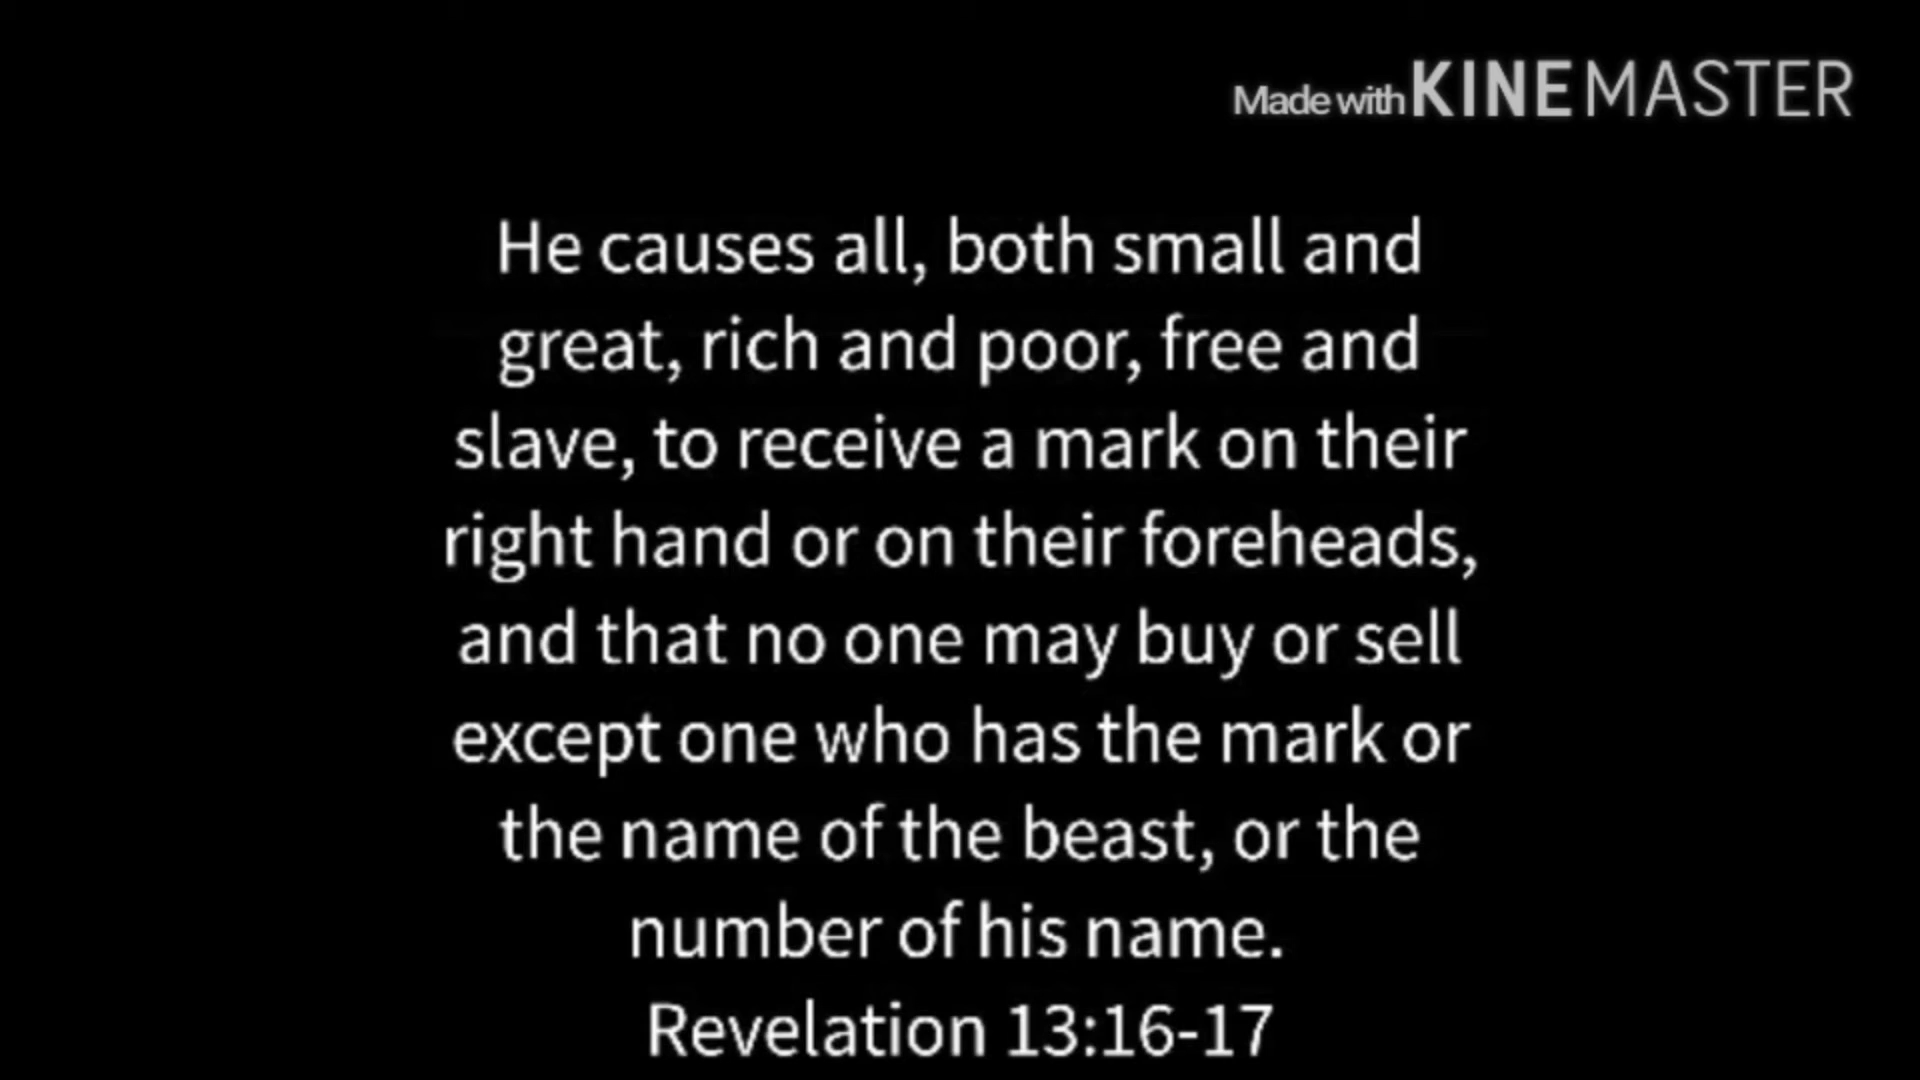 Made with KINEMASTER
He causes all, both small and
great, rich and poor, free and
slave, to receive a mark on their
right hand or on their foreheads,
and that no one may buy or sell
except one who has the mark or
the name of the beast, or the
number of his name.
Revelation 13:16-17